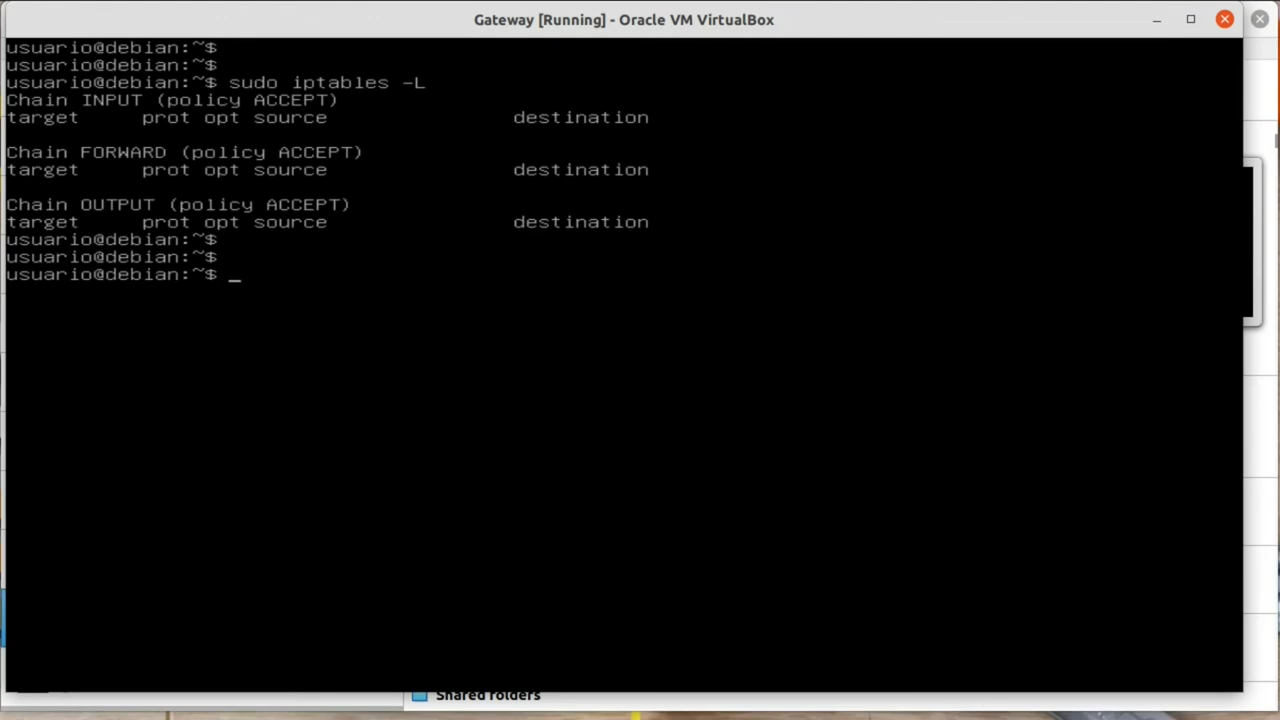 Gateway [Running] - Oracle VM VirtualBox
usuario@debian:~$
usuario@debian:~$
usuario@debian:~$ sudo iptables -L
Chain INPUT (policy ACCEPT)
target     prot opt source               destination
Chain FORWARD (policy ACCEPT)
target     prot opt source               destination
Chain OUTPUT (policy ACCEPT)
target     prot opt source               destination
usuario@debian:~$
usuario@debian:~$
usuario@debian:~$ _
Shared folders